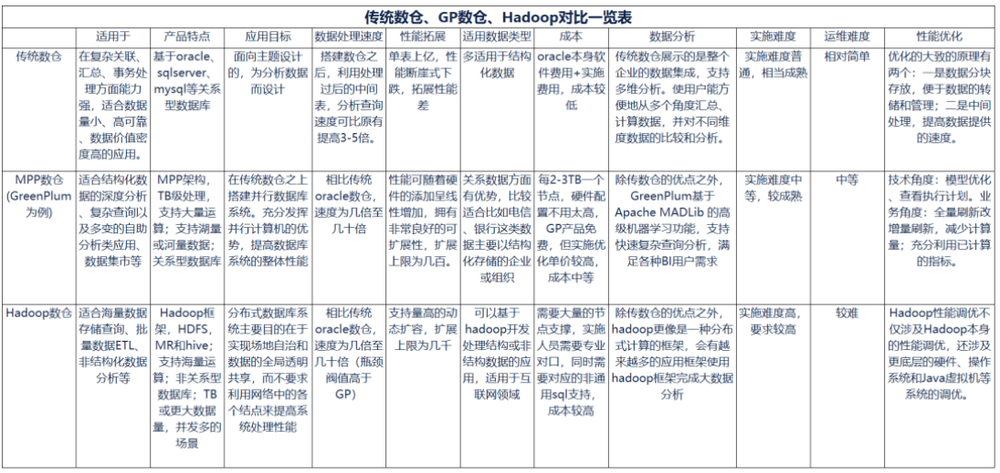 传统数仓、GP数仓、Hadoop对比一览表
适用于
产品特点
应用目标
数据处理速度
性能拓展
适用数据类型
成本
数据分析
实施难度
运维难度
性能优化
传统数仓
在复杂关联、
汇总、事务处
理方面能力
强，适合数据
量小、高可靠
、数据价值密
度高的应用。
基于oracle、
sqlserver、
mysql等关系
型数据库
面向主题设计
的，为分析数据
而设计
搭建数仓之
后，利用处理
过后的中间
表，分析查询
速度可比原有
提高3-5倍。
单表上亿，性
能断崖式下
跌，拓展性能
差
多适用于结构
化数据
oracle本身软
件费用+实施
费用，成本较
低
传统数仓展示的是整个
企业的数据集成，支持
多维分析。使用户能方
便地从多个角度汇总、
计算数据，并对不同维
度数据的比较和分析。
实施难度普
通，相当成熟
相对简单
优化的大致的原理有
两个：一是数据分块
存放，便于数据的转
储和管理；二是中间
处理，提高数据提供
的速度。
MPP数仓
(GreenPlum
为例)
适合结构化数
据的深度分析
、复杂查询以
及多变的自助
分析类应用、
数据集市等
MPP架构，
TB级处理，
支持大量运
算；支持湖量
或河量数据；
关系型数据库
在传统数仓之上
搭建并行数据库
系统。充分发挥
并行计算机的优
势，提高数据库
系统的整体性能
相比传统
oracle数仓，
速度为几倍至
几十倍
性能可随着硬
件的添加呈线
性增加，拥有
非常良好的可
扩展性，扩展
上限为几百。
关系数据方面
有优势，比较
适合比如电信
、银行这类数
据主要以结构
化存储的企业
或组织
每2-3TB一个
节点，硬件配
置不用太高，
GP产品免
费，但实施优
化单价较高，
成本中等
除传数仓的优点之外，
GreenPlum基于
Apache MADLib 的高
级机器学习功能，支持
快速复杂查询分析，满
足各种BI用户需求
实施难度中
等，较成熟
中等
技术角度：模型优化
、查看执行计划。业
务角度：全量刷新改
增量刷新，减少计算
量；充分利用已计算
的指标。
Hadoop数仓
适合海量数据
存储查询、批
量数据ETL、
非结构化数据
分析等
Hadoop框
架，HDFS，
MR和hive；
支持海量运
算；非关系型
数据库；TB
或更大数据
量，并发多的
场景
分布式数据库系
统主要目的在于
实现场地自治和
数据的全局透明
共享，而不要求
利用网络中的各
个结点来提高系
统处理性能
相比传统
oracle数仓，
速度为几倍至
几十倍（瓶颈
阀值高于
GP）
支持量高的动
态扩容，扩展
上限为几千
可以基于
hadoop开发
处理结构或非
结构数据的应
用，适用于互
联网领域
需要大量的节
点支撑，实施
人员需要专业
对口，同时需
要对应的非通
用sql支持，
成本较高
除传数仓的优点之外，
hadoop更像是一种分布
式计算的框架，会有越
来越多的应用框架使用
hadoop框架完成大数据
分析
实施难度高，
要求较高
较难
Hadoop性能调优不
仅涉及Hadoop本身
的性能调优，还涉及
更底层的硬件、操作
系统和Java虚拟机等
系统的调优。